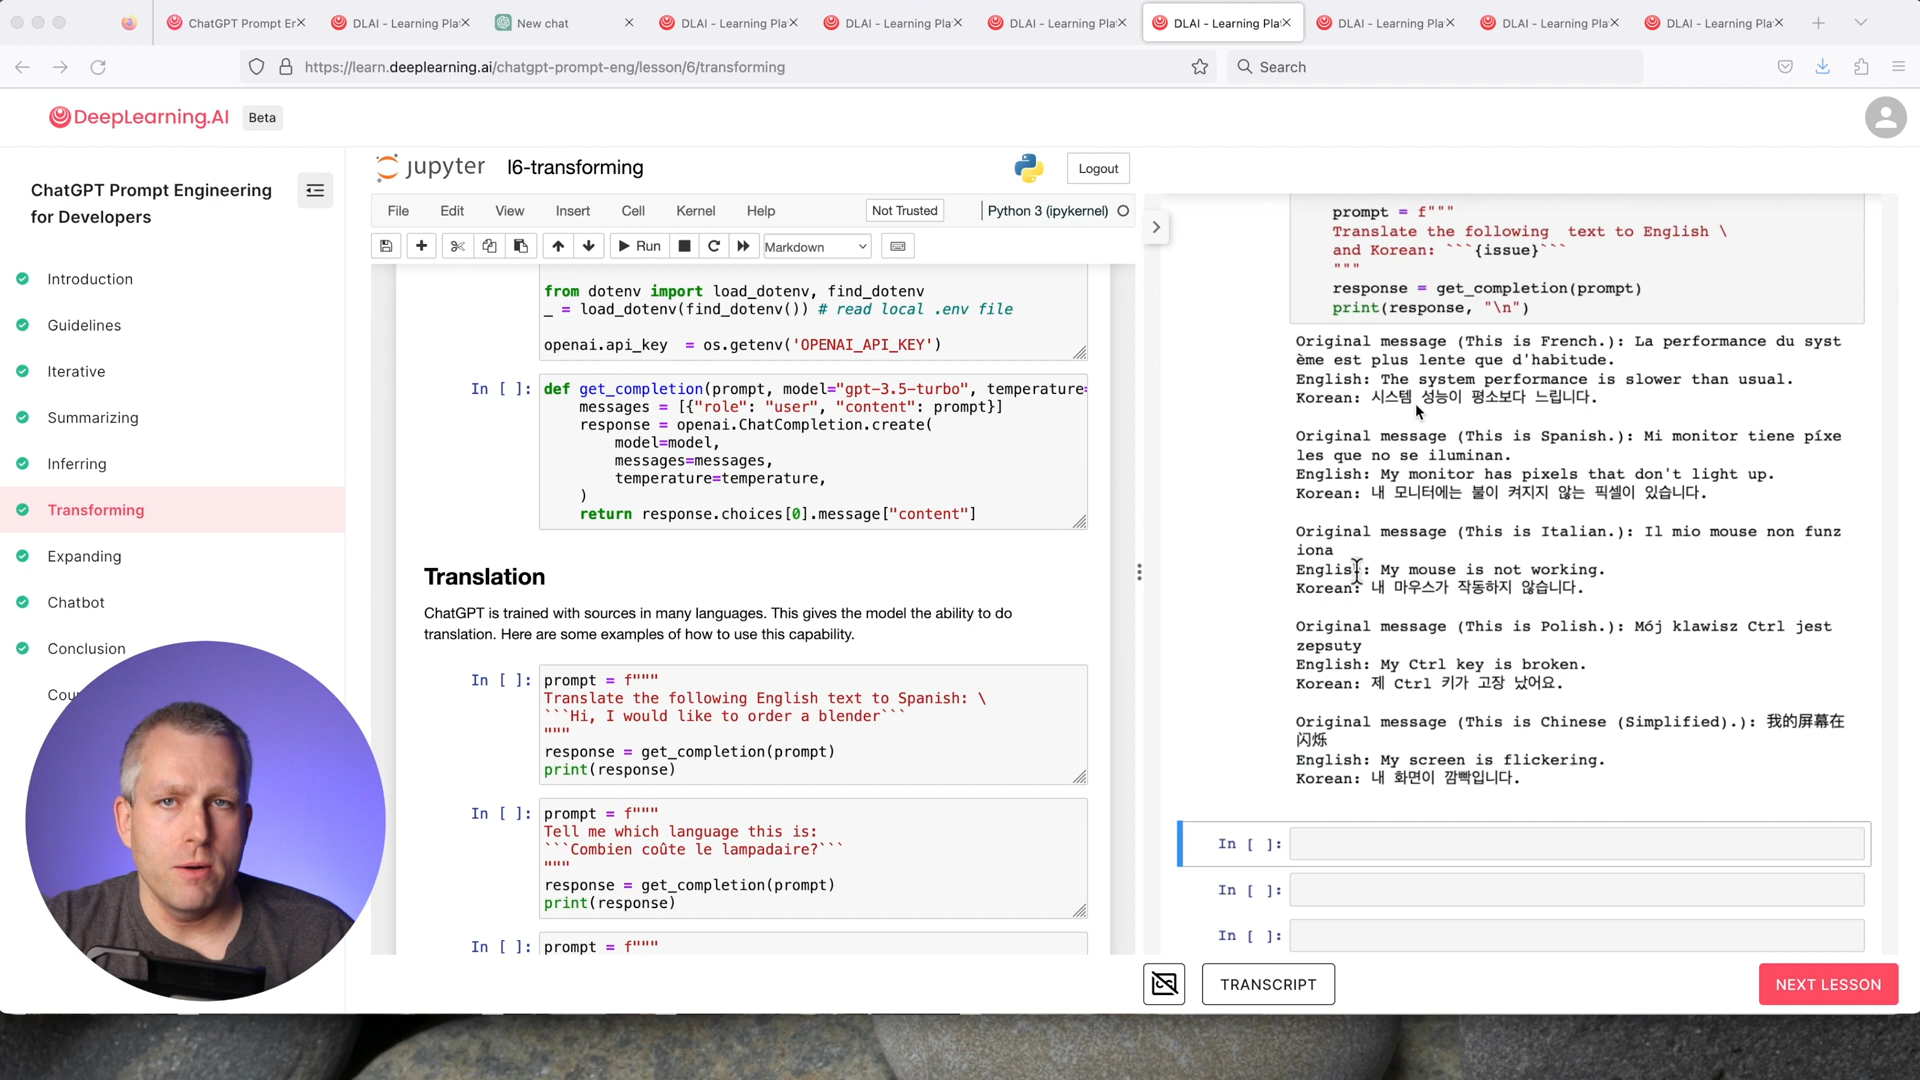 ChatGPT Prompt Er
DLAI - Learning Pla
New chat
DLAI - Learning Pla
DLAI - Learning Pla
DLAI - Learning Pla
DLAI - Learning Pla
DLAI - Learning Pla
DLAI - Learning Pla
DLAI - Learning Pla
https://learn.deeplearning.ai/chatgpt-prompt-eng/lesson/6/transforming
Search
DeepLearning.AI Beta
ChatGPT Prompt Engineering
for Developers
Introduction
Guidelines
Iterative
Summarizing
Inferring
Transforming
Expanding
Chatbot
Conclusion
jupyter l6-transforming
Logout
File Edit View Insert Cell Kernel Help Not Trusted Python 3 (ipykernel)
Run Markdown
from dotenv import load_dotenv, find_dotenv
_ = load_dotenv(find_dotenv()) # read local .env file
openai.api_key  = os.getenv('OPENAI_API_KEY')
In [ ]: def get_completion(prompt, model="gpt-3.5-turbo", temperature=
messages = [{"role": "user", "content": prompt}]
response = openai.ChatCompletion.create(
model=model,
messages=messages,
temperature=temperature,
)
return response.choices[0].message["content"]
Translation
ChatGPT is trained with sources in many languages. This gives the model the ability to do
translation. Here are some examples of how to use this capability.
In [ ]: prompt = f"""
Translate the following English text to Spanish: \
```Hi, I would like to order a blender```
"""
response = get_completion(prompt)
print(response)
In [ ]: prompt = f"""
Tell me which language this is:
```Combien coûte le lampadaire?```
"""
response = get_completion(prompt)
print(response)
In [ ]: prompt = f"""
prompt = f"""
Translate the following  text to English \
and Korean: ```{issue}```
"""
response = get_completion(prompt)
print(response, "\n")
Original message (This is French.): La performance du syst
ème est plus lente que d'habitude.
English: The system performance is slower than usual.
Korean: 시스템 성능이 평소보다 느립니다.
Original message (This is Spanish.): Mi monitor tiene píxe
les que no se iluminan.
English: My monitor has pixels that don't light up.
Korean: 내 모니터에는 불이 켜지지 않는 픽셀이 있습니다.
Original message (This is Italian.): Il mio mouse non funz
iona
English: My mouse is not working.
Korean: 내 마우스가 작동하지 않습니다.
Original message (This is Polish.): Mój klawisz Ctrl jest
zepsuty
English: My Ctrl key is broken.
Korean: 제 Ctrl 키가 고장 났어요.
Original message (This is Chinese (Simplified).): 我的屏幕在
闪烁
English: My screen is flickering.
Korean: 내 화면이 깜빡입니다.
In [ ]:
In [ ]:
In [ ]:
TRANSCRIPT
NEXT LESSON